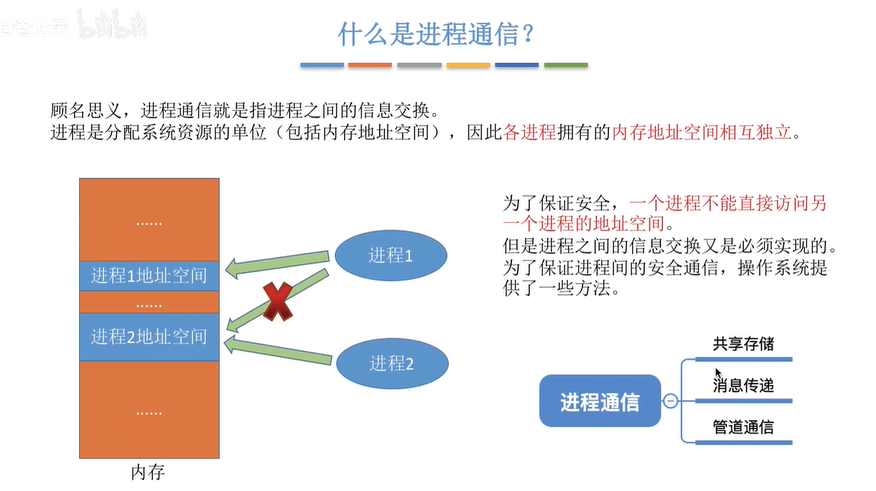 bilibili
什么是进程通信？
顾名思义，进程通信就是指进程之间的信息交换。
进程是分配系统资源的单位（包括内存地址空间），因此各进程拥有的内存地址空间相互独立。
......
进程1地址空间
......
进程2地址空间
......
内存
进程1
进程2
为了保证安全，一个进程不能直接访问另
一个进程的地址空间。
但是进程之间的信息交换又是必须实现的。
为了保证进程间的安全通信，操作系统提
供了一些方法。
进程通信
共享存储
消息传递
管道通信